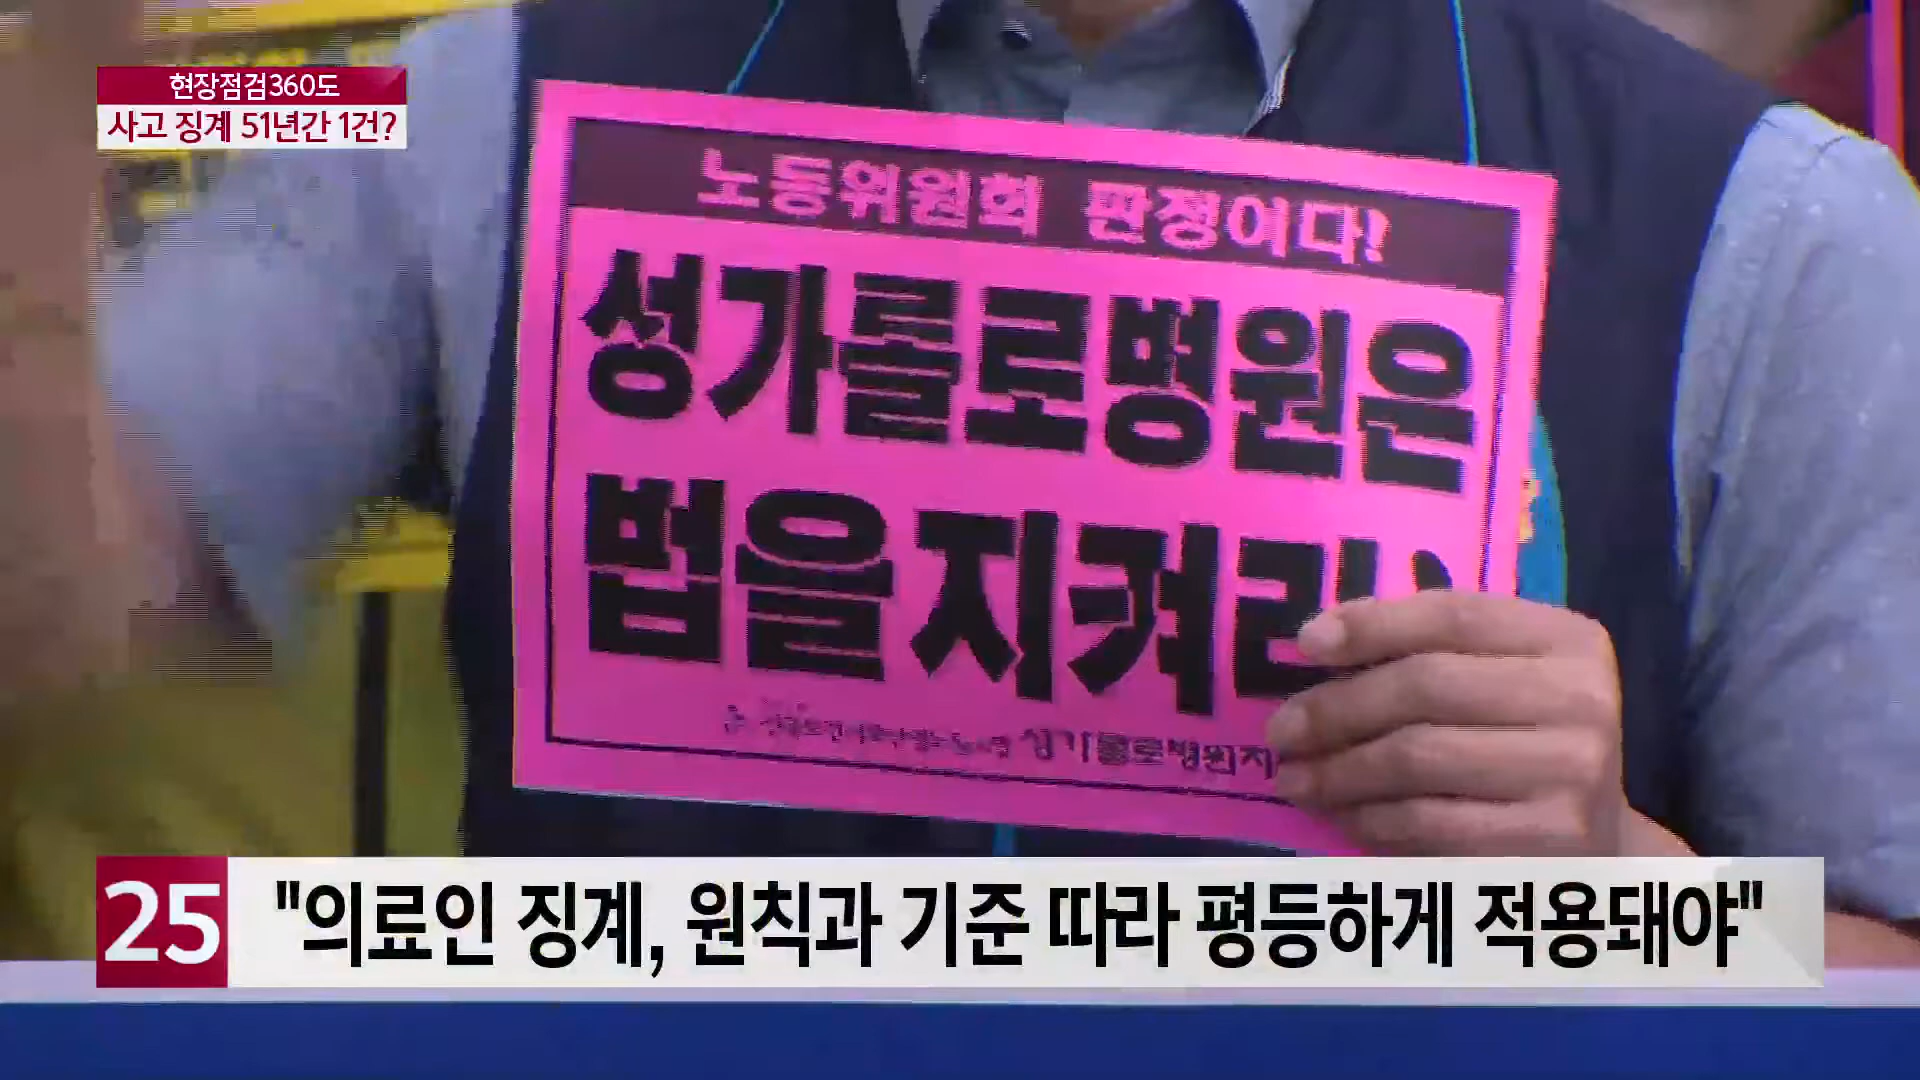 현장점검360도
사고 징계 51년간 1건?
노동위원회 판정이다!
성가롤로병원은
법을지켜라
성가롤로병원지
25
"의료인 징계, 원칙과 기준 따라 평등하게 적용돼야"